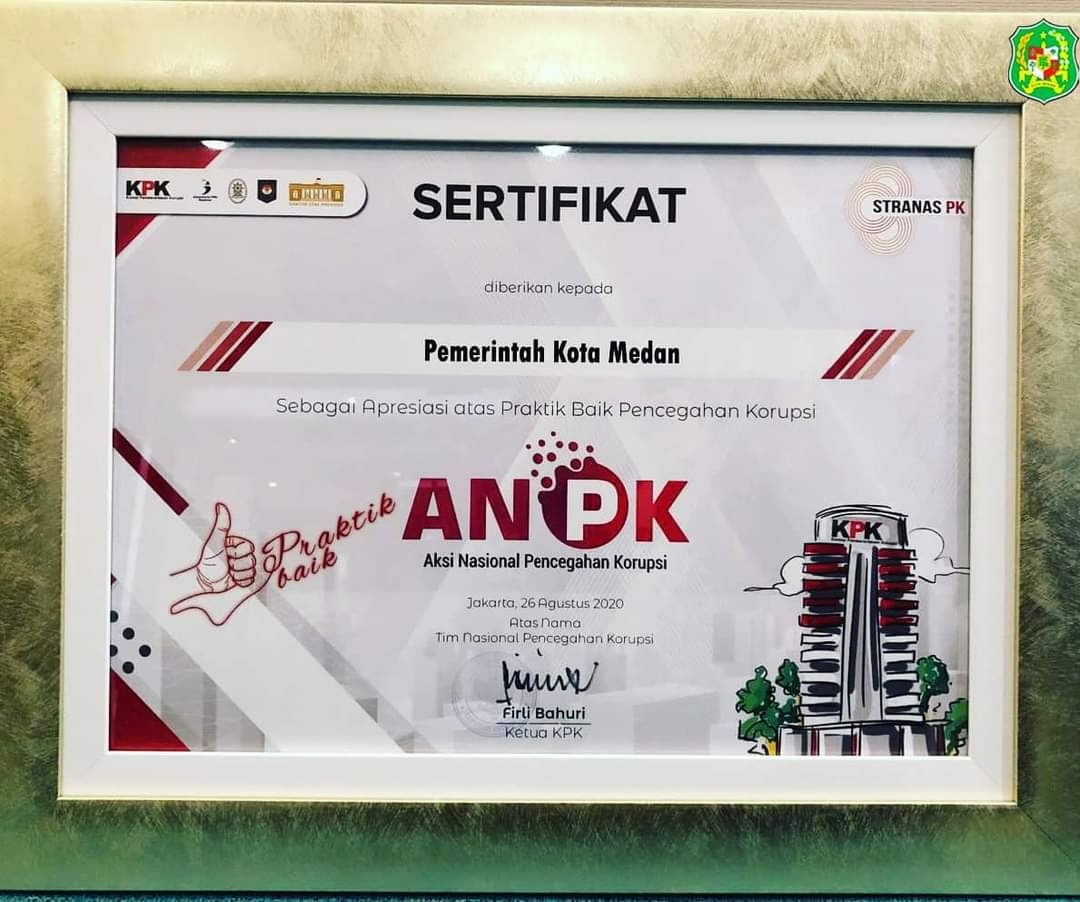 KPK
SERTIFIKAT
STRANAS PK
diberikan kepada
Pemerintah Kota Medan
Sebagai Apresiasi atas Praktik Baik Pencegahan Korupsi
Praktik
baik
ANPK
Aksi Nasional Pencegahan Korupsi
KPK
Jakarta, 26 Agustus 2020
Atas Nama
Tim Nasional Pencegahan Korupsi
Firli Bahuri
Ketua KPK